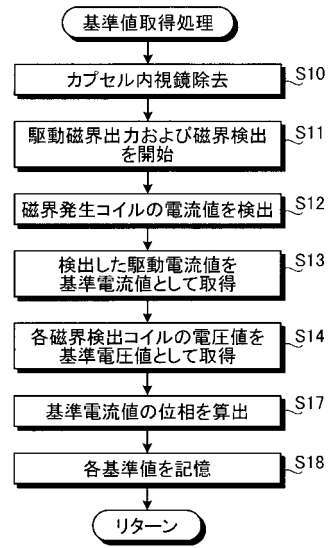 基準値取得処理
カプセル内視鏡除去
S10
駆動磁界出力および磁界検出
を開始
S11
磁界発生コイルの電流値を検出
S12
検出した駆動電流値を
基準電流値として取得
S13
各磁界検出コイルの電圧値を
基準電圧値として取得
S14
基準電流値の位相を算出
S17
各基準値を記憶
S18
リターン